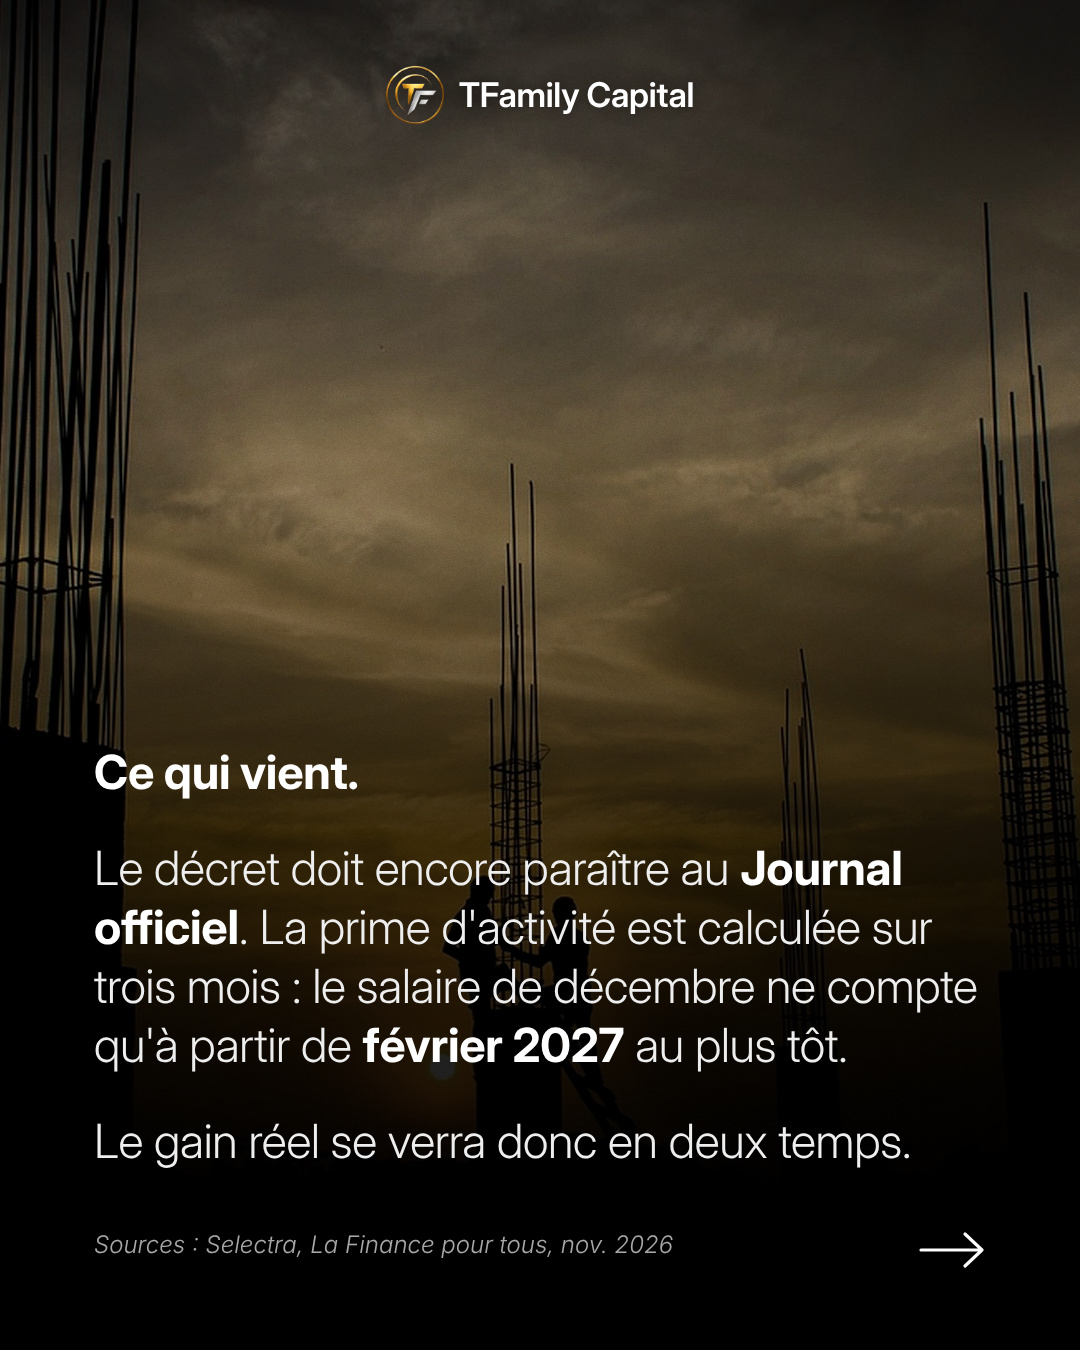 TFamily Capital
Ce qui vient.
Le décret doit encore paraître au Journal
officiel. La prime d'activité est calculée sur
trois mois : le salaire de décembre ne compte
qu'à partir de février 2027 au plus tôt.
Le gain réel se verra donc en deux temps.
Sources : Selectra, La Finance pour tous, nov. 2026